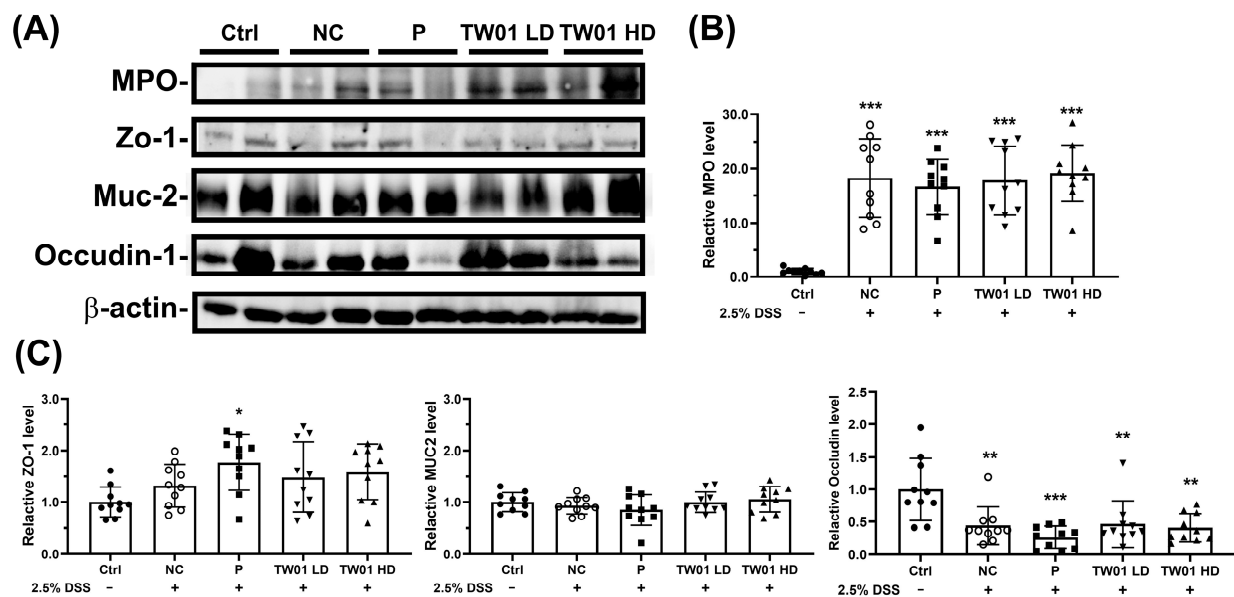 (A)
Ctrl NC P TW01 LD TW01 HD
MPO-
Zo-1-
Muc-2-
Occudin-1-
β-actin-
(B)
Relactive MPO level
30.0
20.0
10.0
0.0
*** *** *** ***
Ctrl NC P TW01 LD TW01 HD
2.5% DSS − + + + +
(C)
Relactive ZO-1 level
3.0
2.0
1.0
0.0
*
Ctrl NC P TW01 LD TW01 HD
2.5% DSS − + + + +
Relactive MUC2 level
3.0
2.0
1.0
0.0
Ctrl NC P TW01 LD TW01 HD
2.5% DSS − + + + +
Relactive Occludin level
2.5
2.0
1.5
1.0
0.5
0.0
** *** ** **
Ctrl NC P TW01 LD TW01 HD
2.5% DSS − + + + +